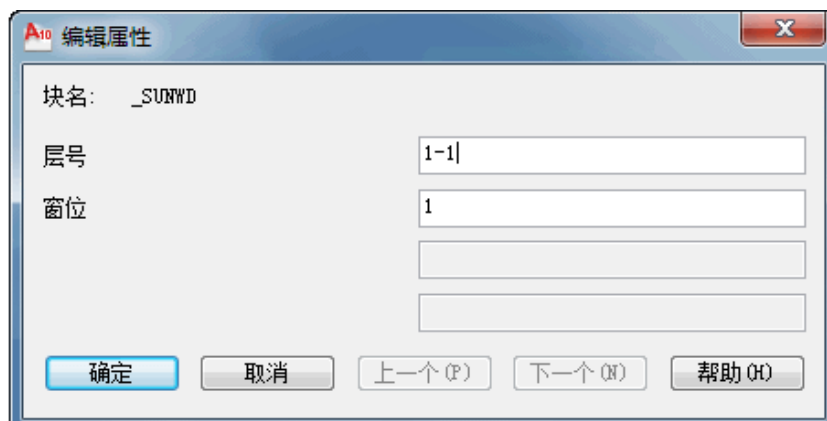 A10 编辑属性
块名: _SUNWD
层号 1-1
窗位 1
确定 取消 上一个(P) 下一个(N) 帮助(H)